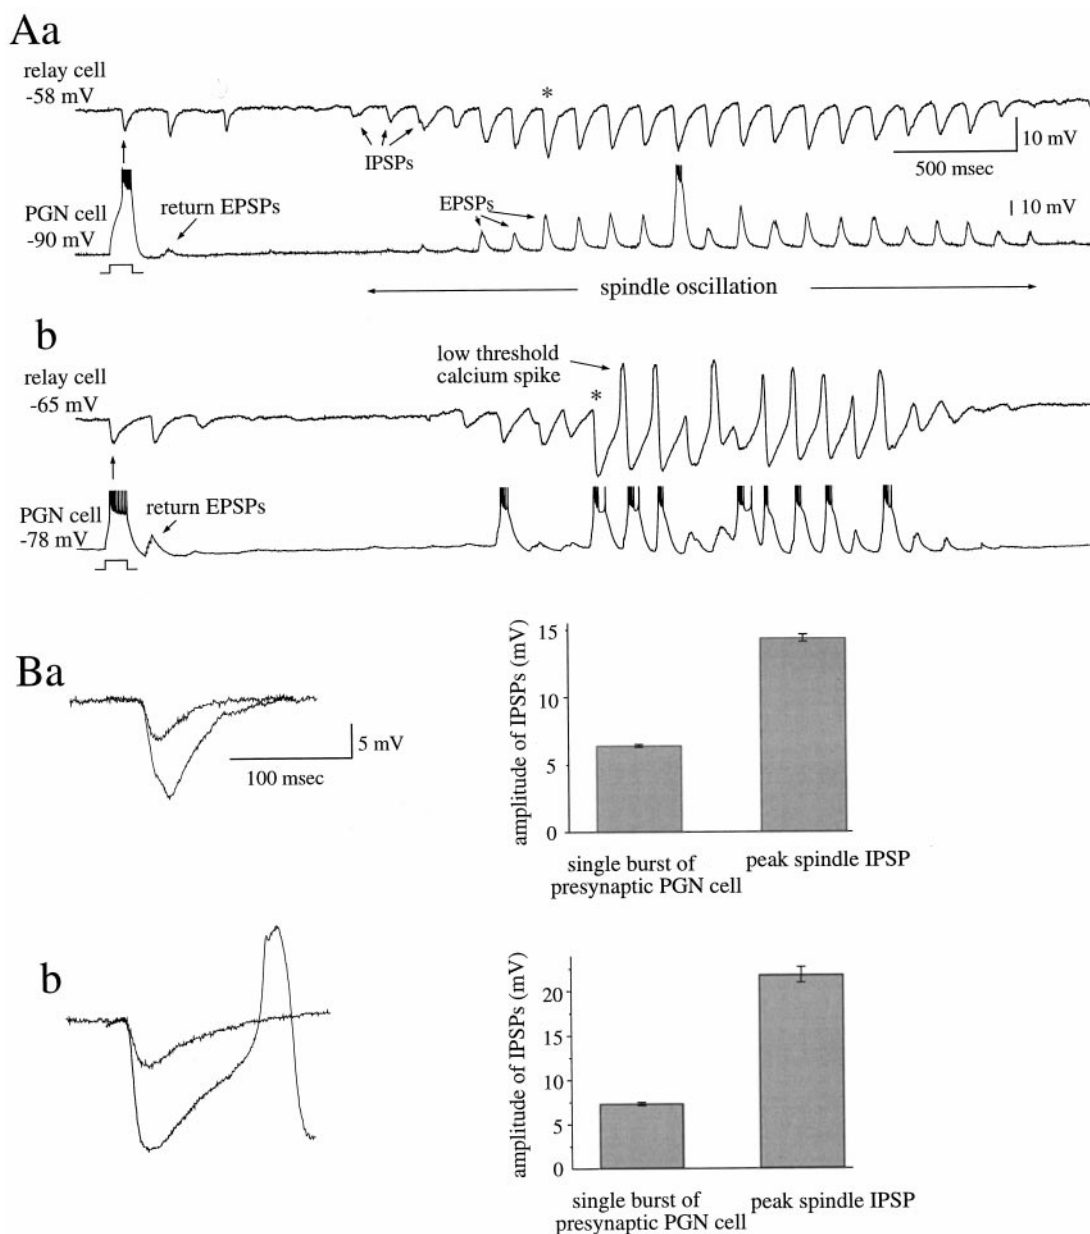 Aa
relay cell
-58 mV
*
IPSPs
10 mV
500 msec
PGN cell
-90 mV
return EPSPs
EPSPs
10 mV
spindle oscillation
b
relay cell
-65 mV
low threshold
calcium spike
*
PGN cell
-78 mV
return EPSPs
Ba
5 mV
100 msec
amplitude of IPSPs (mV)
15
10
5
0
single burst of
presynaptic PGN cell
peak spindle IPSP
b
amplitude of IPSPs (mV)
20
15
10
5
0
single burst of
presynaptic PGN cell
peak spindle IPSP